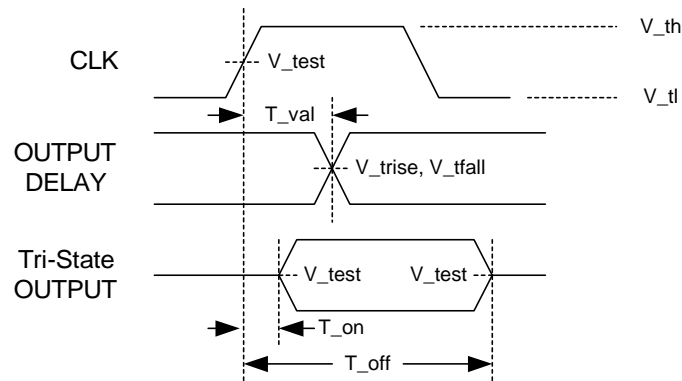 V_th
CLK
V_test
V_tl
T_val
OUTPUT
DELAY
V_trise, V_tfall
Tri-State
OUTPUT
V_test
V_test
T_on
T_off